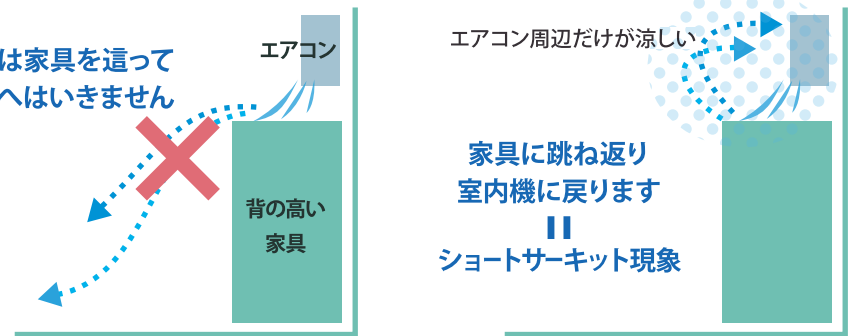 は家具を這って
へはいきません
エアコン
背の高い
家具
エアコン周辺だけが涼しい
家具に跳ね返り
室内機に戻ります
ショートサーキット現象